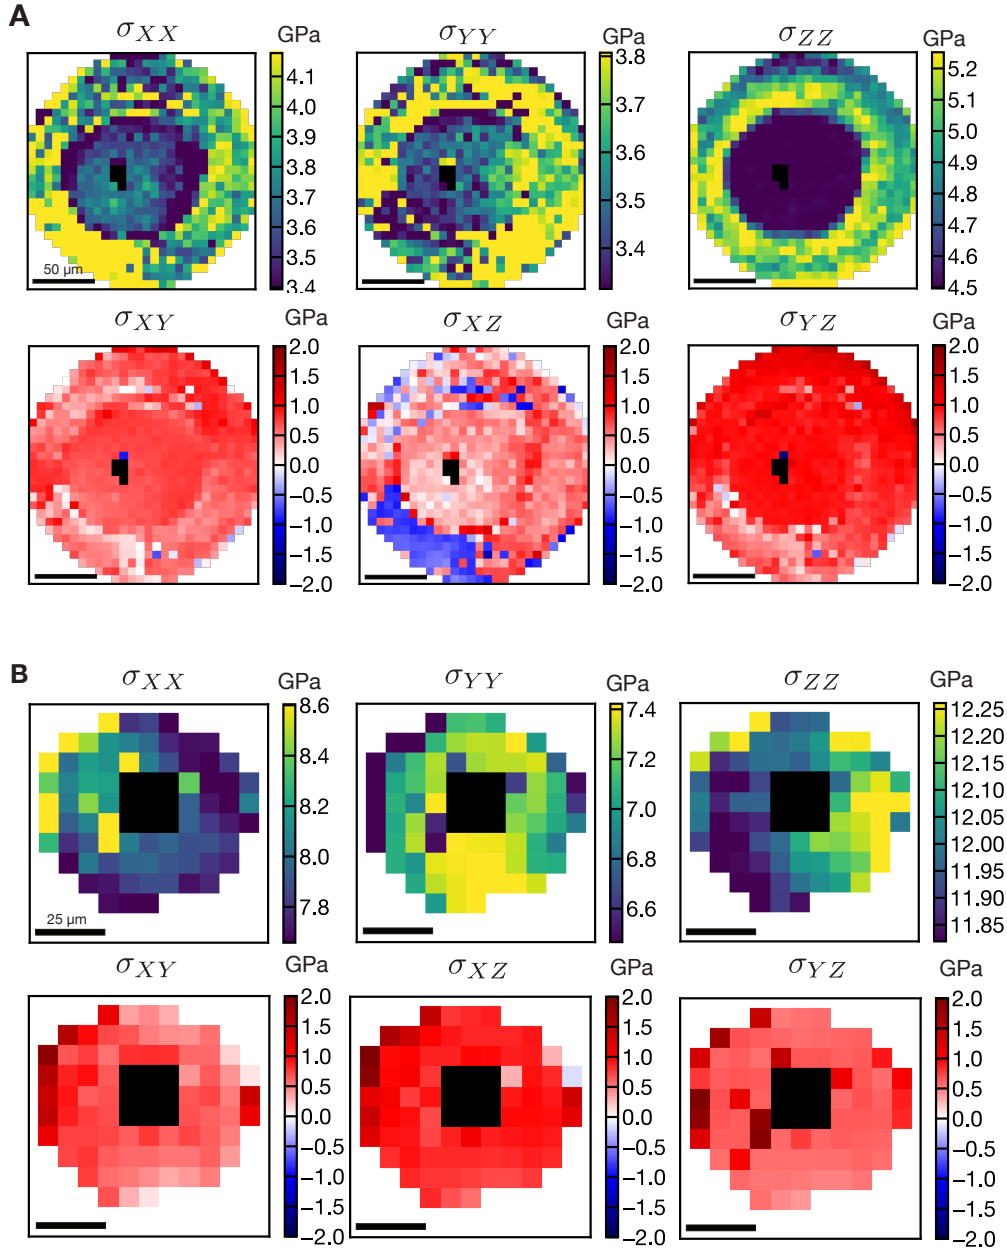 A
σXX GPa σYY GPa σZZ GPa
4.1 4.0 3.9 3.8 3.7 3.6 3.5 3.4
3.8 3.7 3.6 3.5 3.4
5.2 5.1 5.0 4.9 4.8 4.7 4.6 4.5
50 µm
σXY GPa σXZ GPa σYZ GPa
2.0 1.5 1.0 0.5 0.0 −0.5 −1.0 −1.5 −2.0
2.0 1.5 1.0 0.5 0.0 −0.5 −1.0 −1.5 −2.0
2.0 1.5 1.0 0.5 0.0 −0.5 −1.0 −1.5 −2.0
B
σXX GPa σYY GPa σZZ GPa
8.6 8.4 8.2 8.0 7.8
7.4 7.2 7.0 6.8 6.6
12.25 12.20 12.15 12.10 12.05 12.00 11.95 11.90 11.85
25 µm
σXY GPa σXZ GPa σYZ GPa
2.0 1.5 1.0 0.5 0.0 −0.5 −1.0 −1.5 −2.0
2.0 1.5 1.0 0.5 0.0 −0.5 −1.0 −1.5 −2.0
2.0 1.5 1.0 0.5 0.0 −0.5 −1.0 −1.5 −2.0